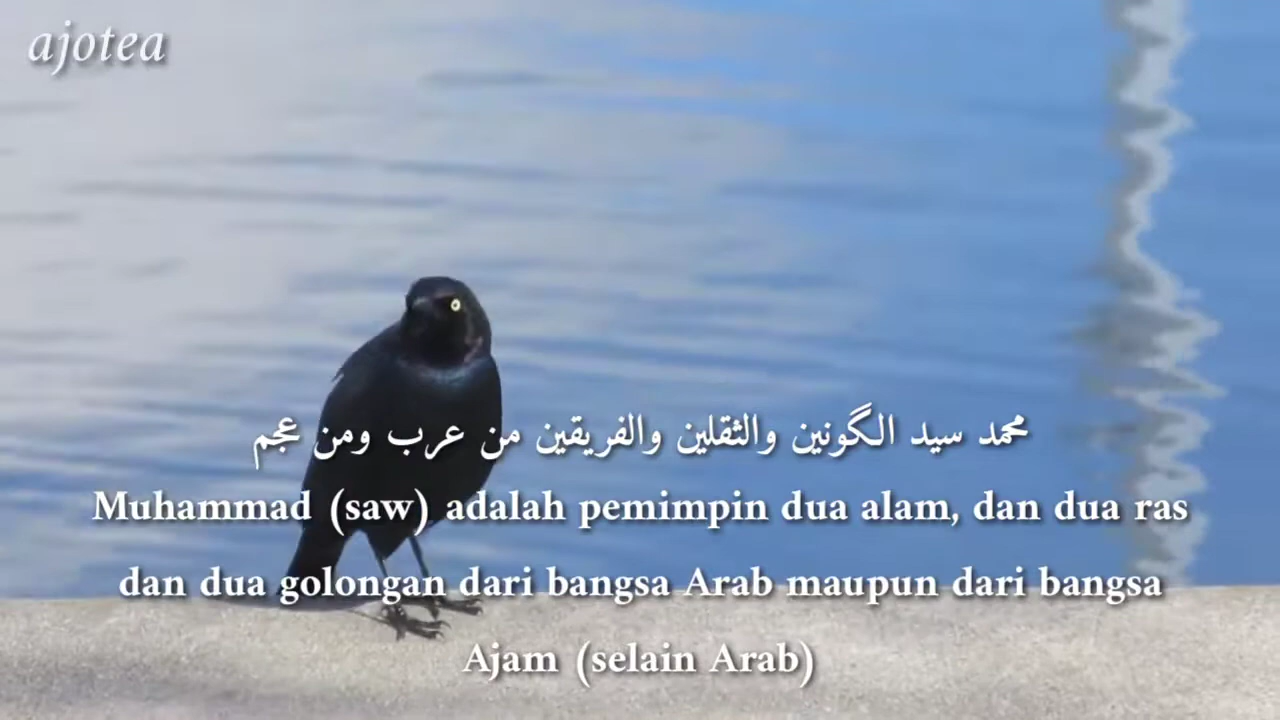 ajotea
محمد سيد الكونين والثقلين والفريقين من عرب ومن عجم
Muhammad (saw) adalah pemimpin dua alam, dan dua ras
dan dua golongan dari bangsa Arab maupun dari bangsa
Ajam (selain Arab)